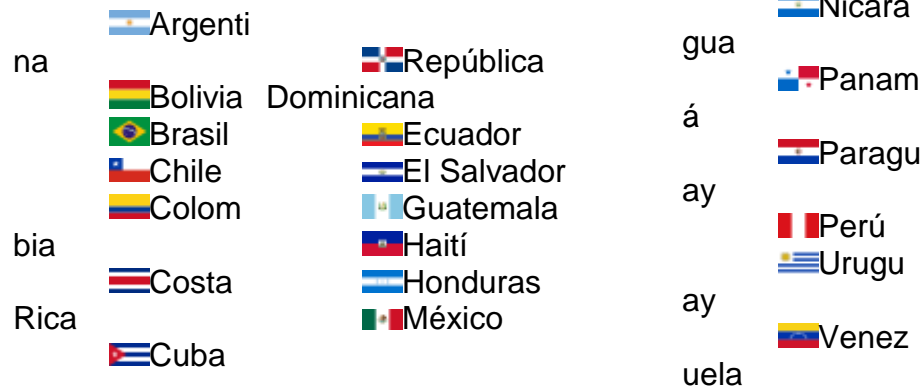 Argenti
na
Bolivia
Brasil
Chile
Colom
bia
Costa
Rica
Cuba
República
Dominicana
Ecuador
El Salvador
Guatemala
Haití
Honduras
México
Nicara
gua
Panam
á
Paragu
ay
Perú
Urugu
ay
Venez
uela